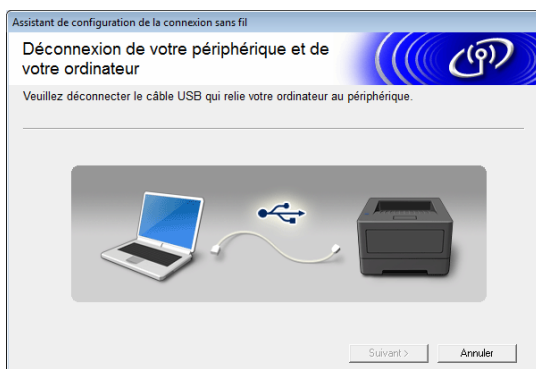 Assistant de configuration de la connexion sans fil
Déconnexion de votre périphérique et de
votre ordinateur
Veuillez déconnecter le câble USB qui relie votre ordinateur au périphérique.
Suivant > Annuler